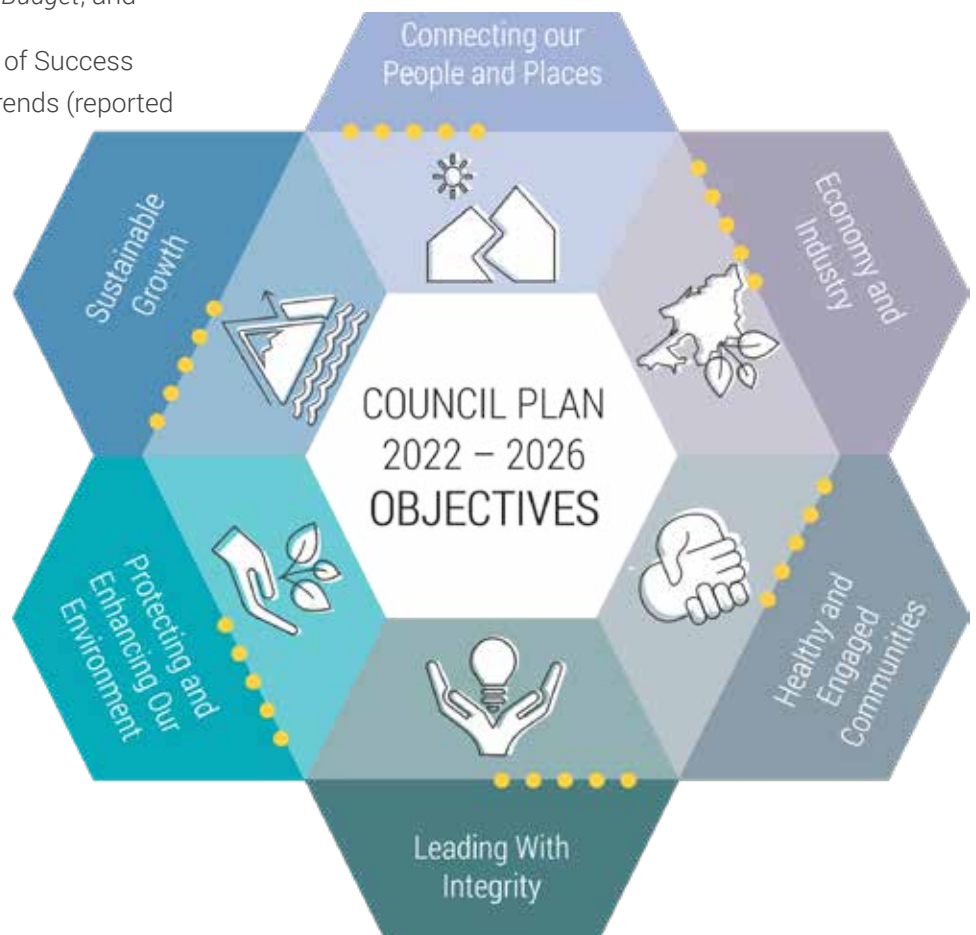 Budget, and
of Success
rends (reported
Connecting our
People and Places
Economy and
Industry
Healthy and
Engaged
Communities
Leading With
Integrity
Protecting and
Enhancing Our
Environment
Sustainable
Growth
COUNCIL PLAN
2022 – 2026
OBJECTIVES